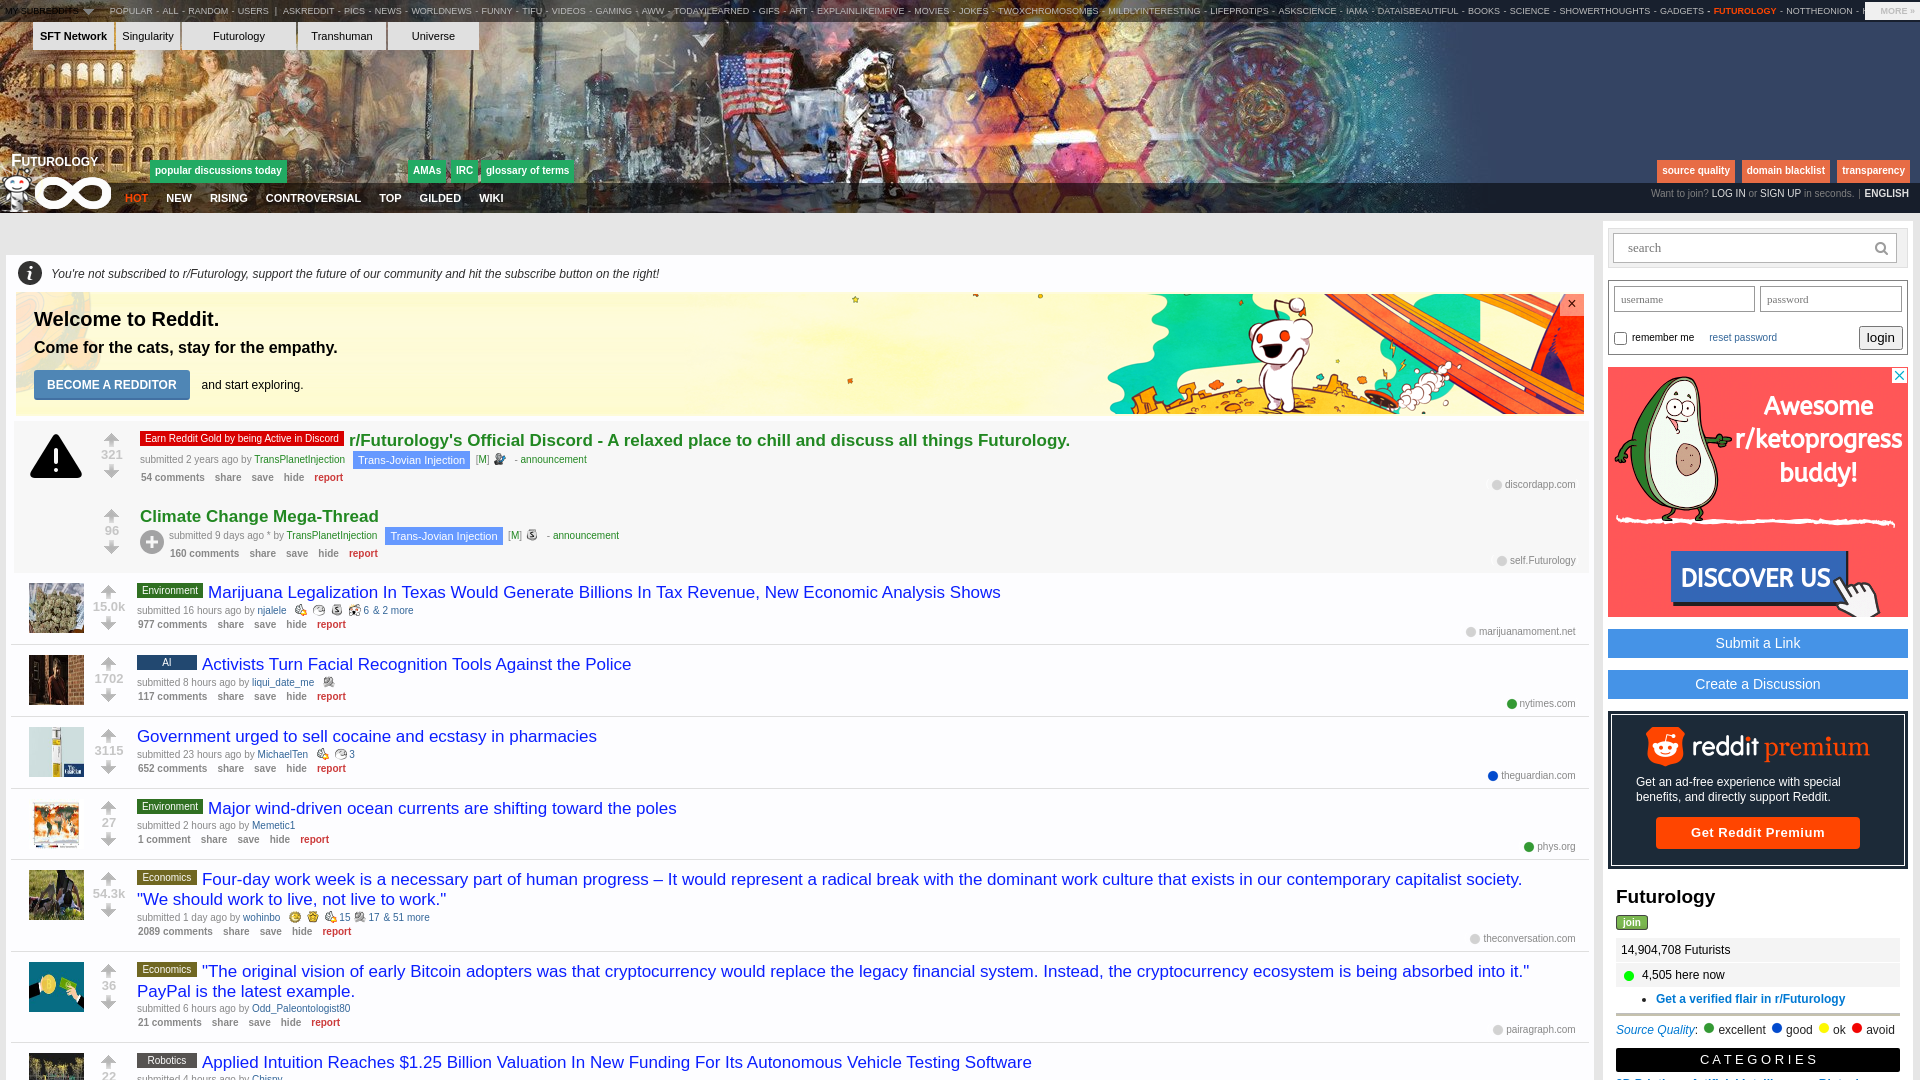 MY SUBREDDITS POPULAR - ALL - RANDOM - USERS | ASKREDDIT - PICS - NEWS - WORLDNEWS - FUNNY - TIFU - VIDEOS - GAMING - AWW - TODAYILEARNED - GIFS - ART - EXPLAINLIKEIMFIVE - MOVIES - JOKES - TWOXCHROMOSOMES - MILDLYINTERESTING - LIFEPROTIPS - ASKSCIENCE - IAMA - DATAISBEAUTIFUL - BOOKS - SCIENCE - SHOWERTHOUGHTS - GADGETS - FUTUROLOGY - NOTTHEONION - MORE »
SFT Network Singularity Futurology Transhuman Universe
FUTUROLOGY
popular discussions today AMAs IRC glossary of terms source quality domain blacklist transparency
HOT NEW RISING CONTROVERSIAL TOP GILDED WIKI
Want to join? LOG IN or SIGN UP in seconds. | ENGLISH
You're not subscribed to r/Futurology, support the future of our community and hit the subscribe button on the right!
Welcome to Reddit.
×
Come for the cats, stay for the empathy.
BECOME A REDDITOR and start exploring.
Earn Reddit Gold by being Active in Discord r/Futurology's Official Discord - A relaxed place to chill and discuss all things Futurology.
321
submitted 2 years ago by TransPlanetInjection Trans-Jovian Injection [M] - announcement
54 comments share save hide report
discordapp.com
Climate Change Mega-Thread
96
submitted 9 days ago * by TransPlanetInjection Trans-Jovian Injection [M] - announcement
160 comments share save hide report
self.Futurology
Environment Marijuana Legalization In Texas Would Generate Billions In Tax Revenue, New Economic Analysis Shows
15.0k
submitted 16 hours ago by njalele 6 & 2 more
977 comments share save hide report
marijuanamoment.net
AI Activists Turn Facial Recognition Tools Against the Police
1702
submitted 8 hours ago by liqui_date_me
117 comments share save hide report
nytimes.com
Government urged to sell cocaine and ecstasy in pharmacies
3115
submitted 23 hours ago by MichaelTen 3
652 comments share save hide report
theguardian.com
Environment Major wind-driven ocean currents are shifting toward the poles
27
submitted 2 hours ago by Memetic1
1 comment share save hide report
phys.org
Economics Four-day work week is a necessary part of human progress – It would represent a radical break with the dominant work culture that exists in our contemporary capitalist society.
54.3k
"We should work to live, not live to work."
submitted 1 day ago by wohinbo 15 17 & 51 more
2089 comments share save hide report
theconversation.com
Economics "The original vision of early Bitcoin adopters was that cryptocurrency would replace the legacy financial system. Instead, the cryptocurrency ecosystem is being absorbed into it."
36
PayPal is the latest example.
submitted 6 hours ago by Odd_Paleontologist80
21 comments share save hide report
pairagraph.com
Robotics Applied Intuition Reaches $1.25 Billion Valuation In New Funding For Its Autonomous Vehicle Testing Software
22
submitted 4 hours ago by Chispy
search
username password
remember me reset password login
Awesome
r/ketoprogress
buddy!
DISCOVER US
Submit a Link
Create a Discussion
reddit premium
Get an ad-free experience with special
benefits, and directly support Reddit.
Get Reddit Premium
Futurology
join
14,904,708 Futurists
4,505 here now
• Get a verified flair in r/Futurology
Source Quality: excellent good ok avoid
CATEGORIES